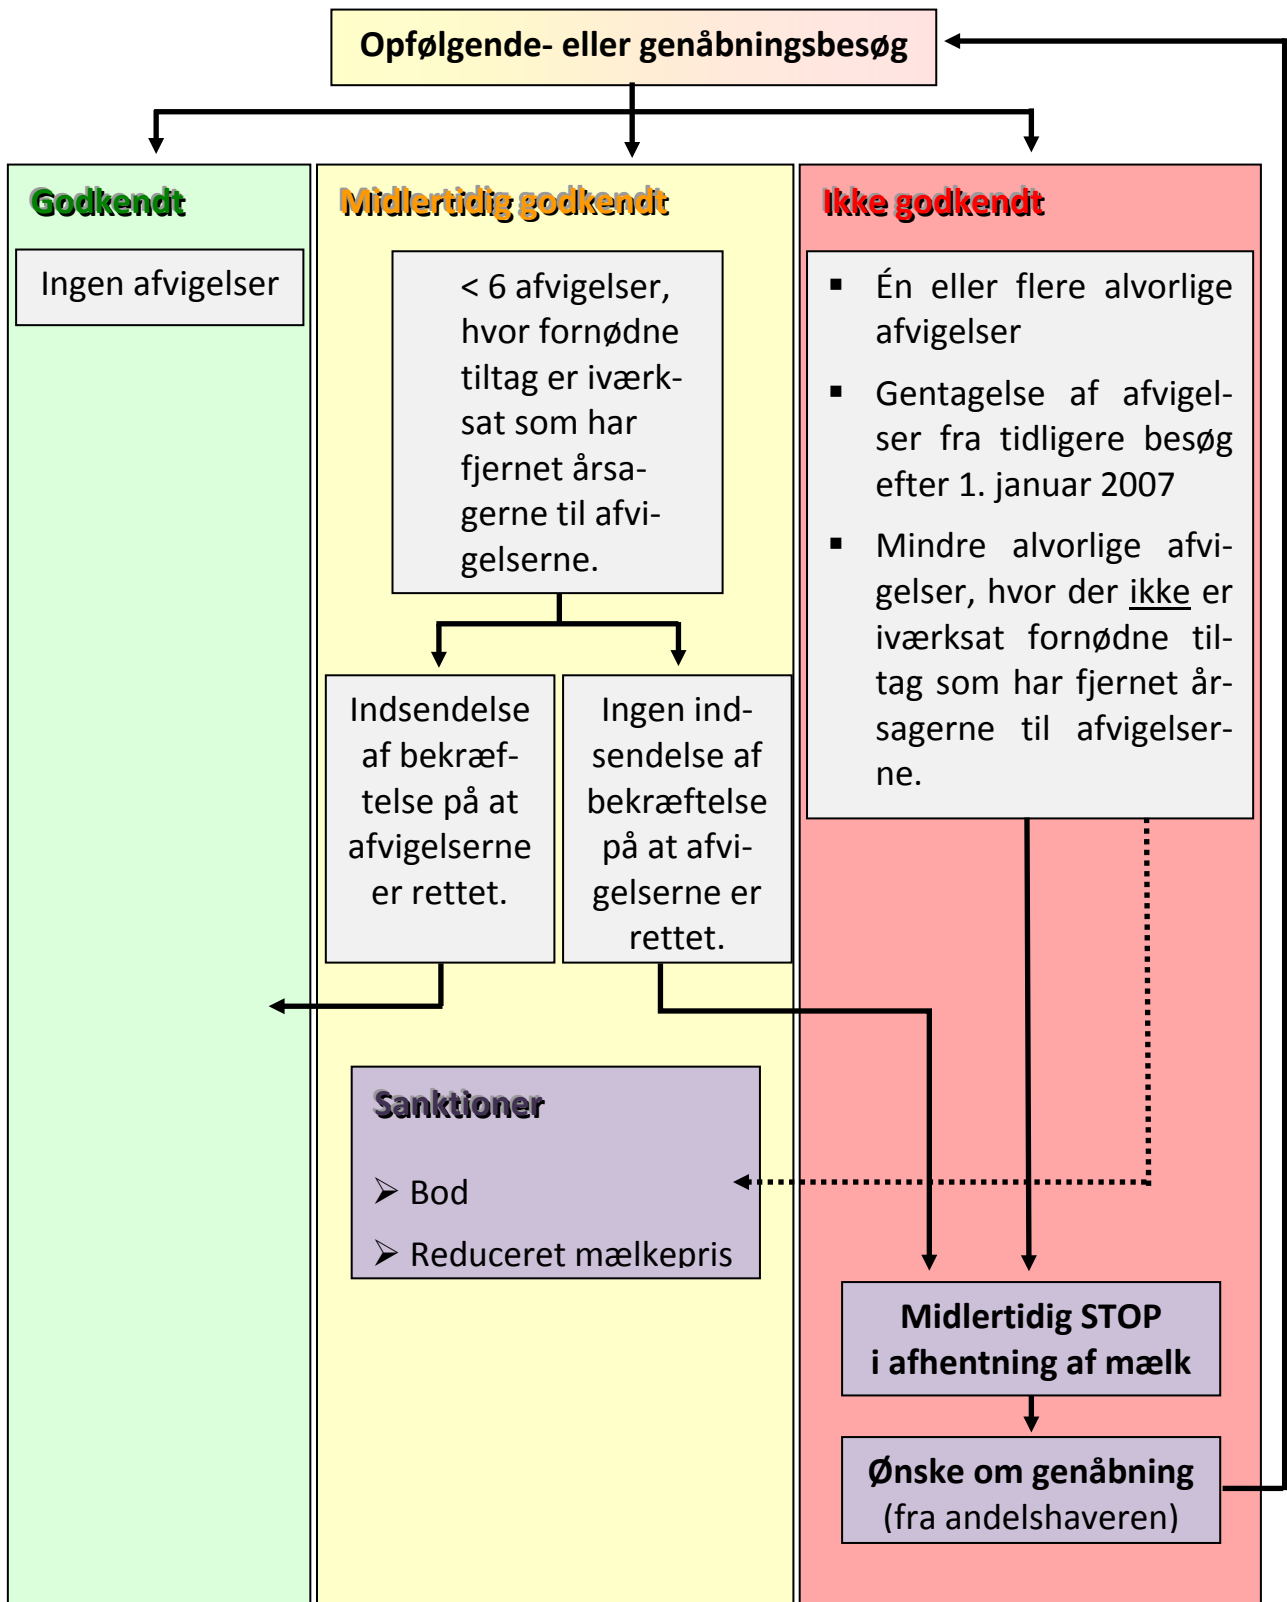 Opfølgende- eller genåbningsbesøg
Godkendt
Ingen afvigelser
Midlertidig godkendt
< 6 afvigelser,
hvor fornødne
tiltag er iværk-
sat som har
fjernet årsa-
gerne til afvi-
gelserne.
Indsendelse
af bekræf-
telse på at
afvigelserne
er rettet.
Ingen ind-
sendelse af
bekræftelse
på at afvi-
gelserne er
rettet.
Sanktioner
➢ Bod
➢ Reduceret mælkepris
Ikke godkendt
▪ Én eller flere alvorlige
afvigelser
▪ Gentagelse af afvigel-
ser fra tidligere besøg
efter 1. januar 2007
▪ Mindre alvorlige afvi-
gelser, hvor der ikke er
iværksat fornødne til-
tag som har fjernet år-
sagerne til afvigelser-
ne.
Midlertidig STOP
i afhentning af mælk
Ønske om genåbning
(fra andelshaveren)